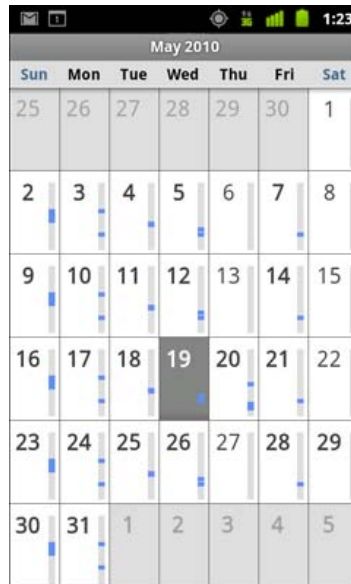 1 3G 1:23
May 2010
Sun Mon Tue Wed Thu Fri Sat
25 26 27 28 29 30 1
2 3 4 5 6 7 8
9 10 11 12 13 14 15
16 17 18 19 20 21 22
23 24 25 26 27 28 29
30 31 1 2 3 4 5